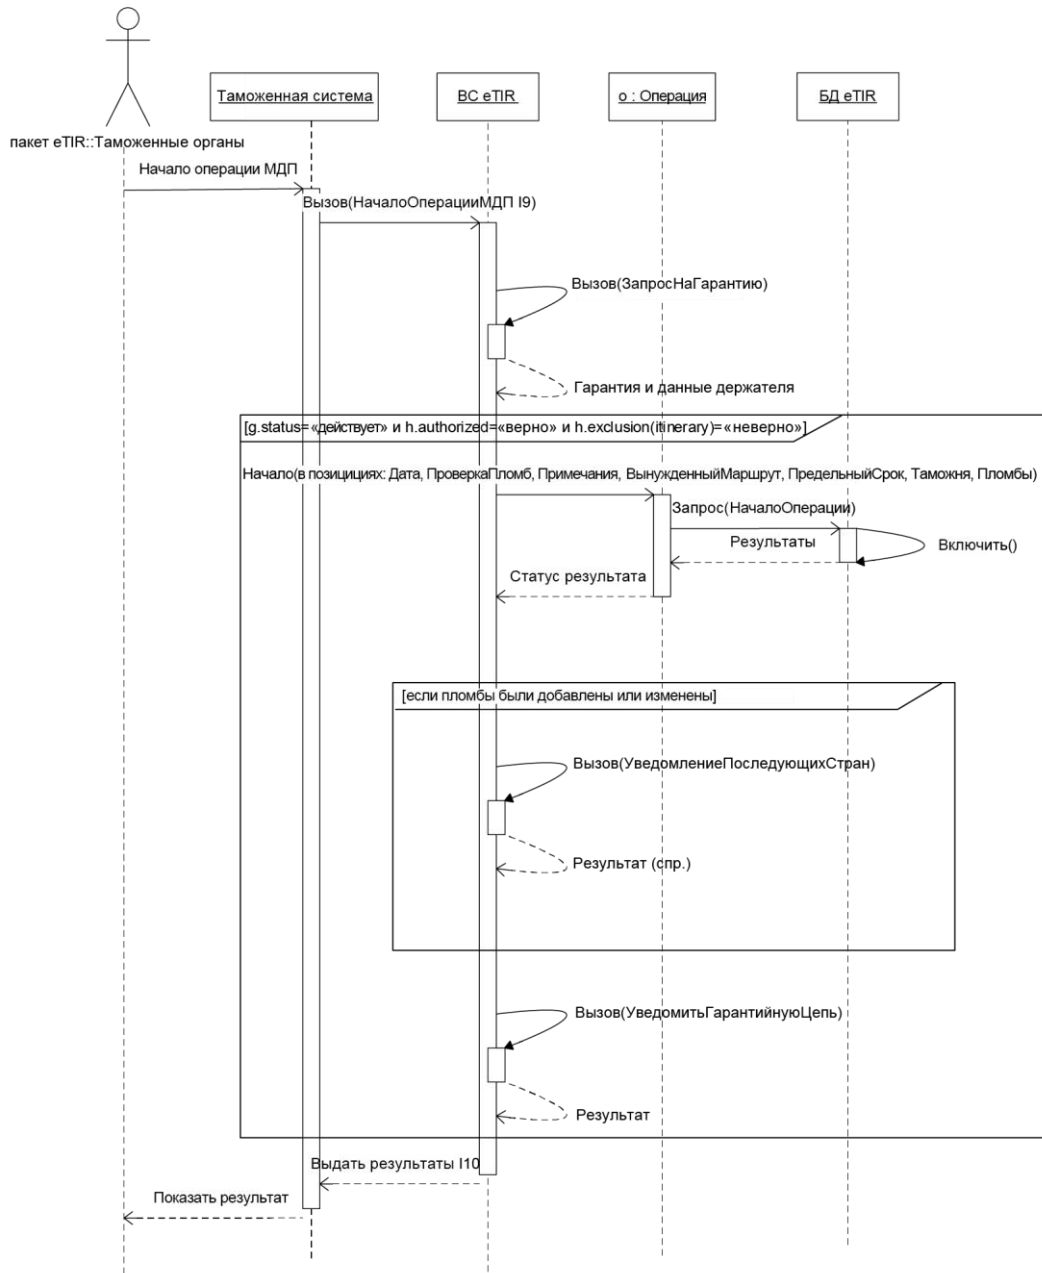 Таможенная система
ВС eTIR
о : Операция
БД eTIR
пакет eTIR::Таможенные органы
Начало операции МДП
Вызов(НачалоОперацииМДП I9)
Вызов(ЗапросНаГарантию)
Гарантия и данные держателя
[g.status=«действует» и h.authorized=«верно» и h.exclusion(itinerary)=«неверно»]
Начало(в позицициях: Дата, ПроверкаПломб, Примечания, ВынужденныйМаршрут, ПредельныйСрок, Таможня, Пломбы)
Запрос(НачалоОперации)
Результаты
Включить()
Статус результата
[если пломбы были добавлены или изменены]
Вызов(УведомлениеПоследующихСтран)
Результат (спр.)
Вызов(УведомитьГарантийнуюЦепь)
Результат
Выдать результаты I10
Показать результат